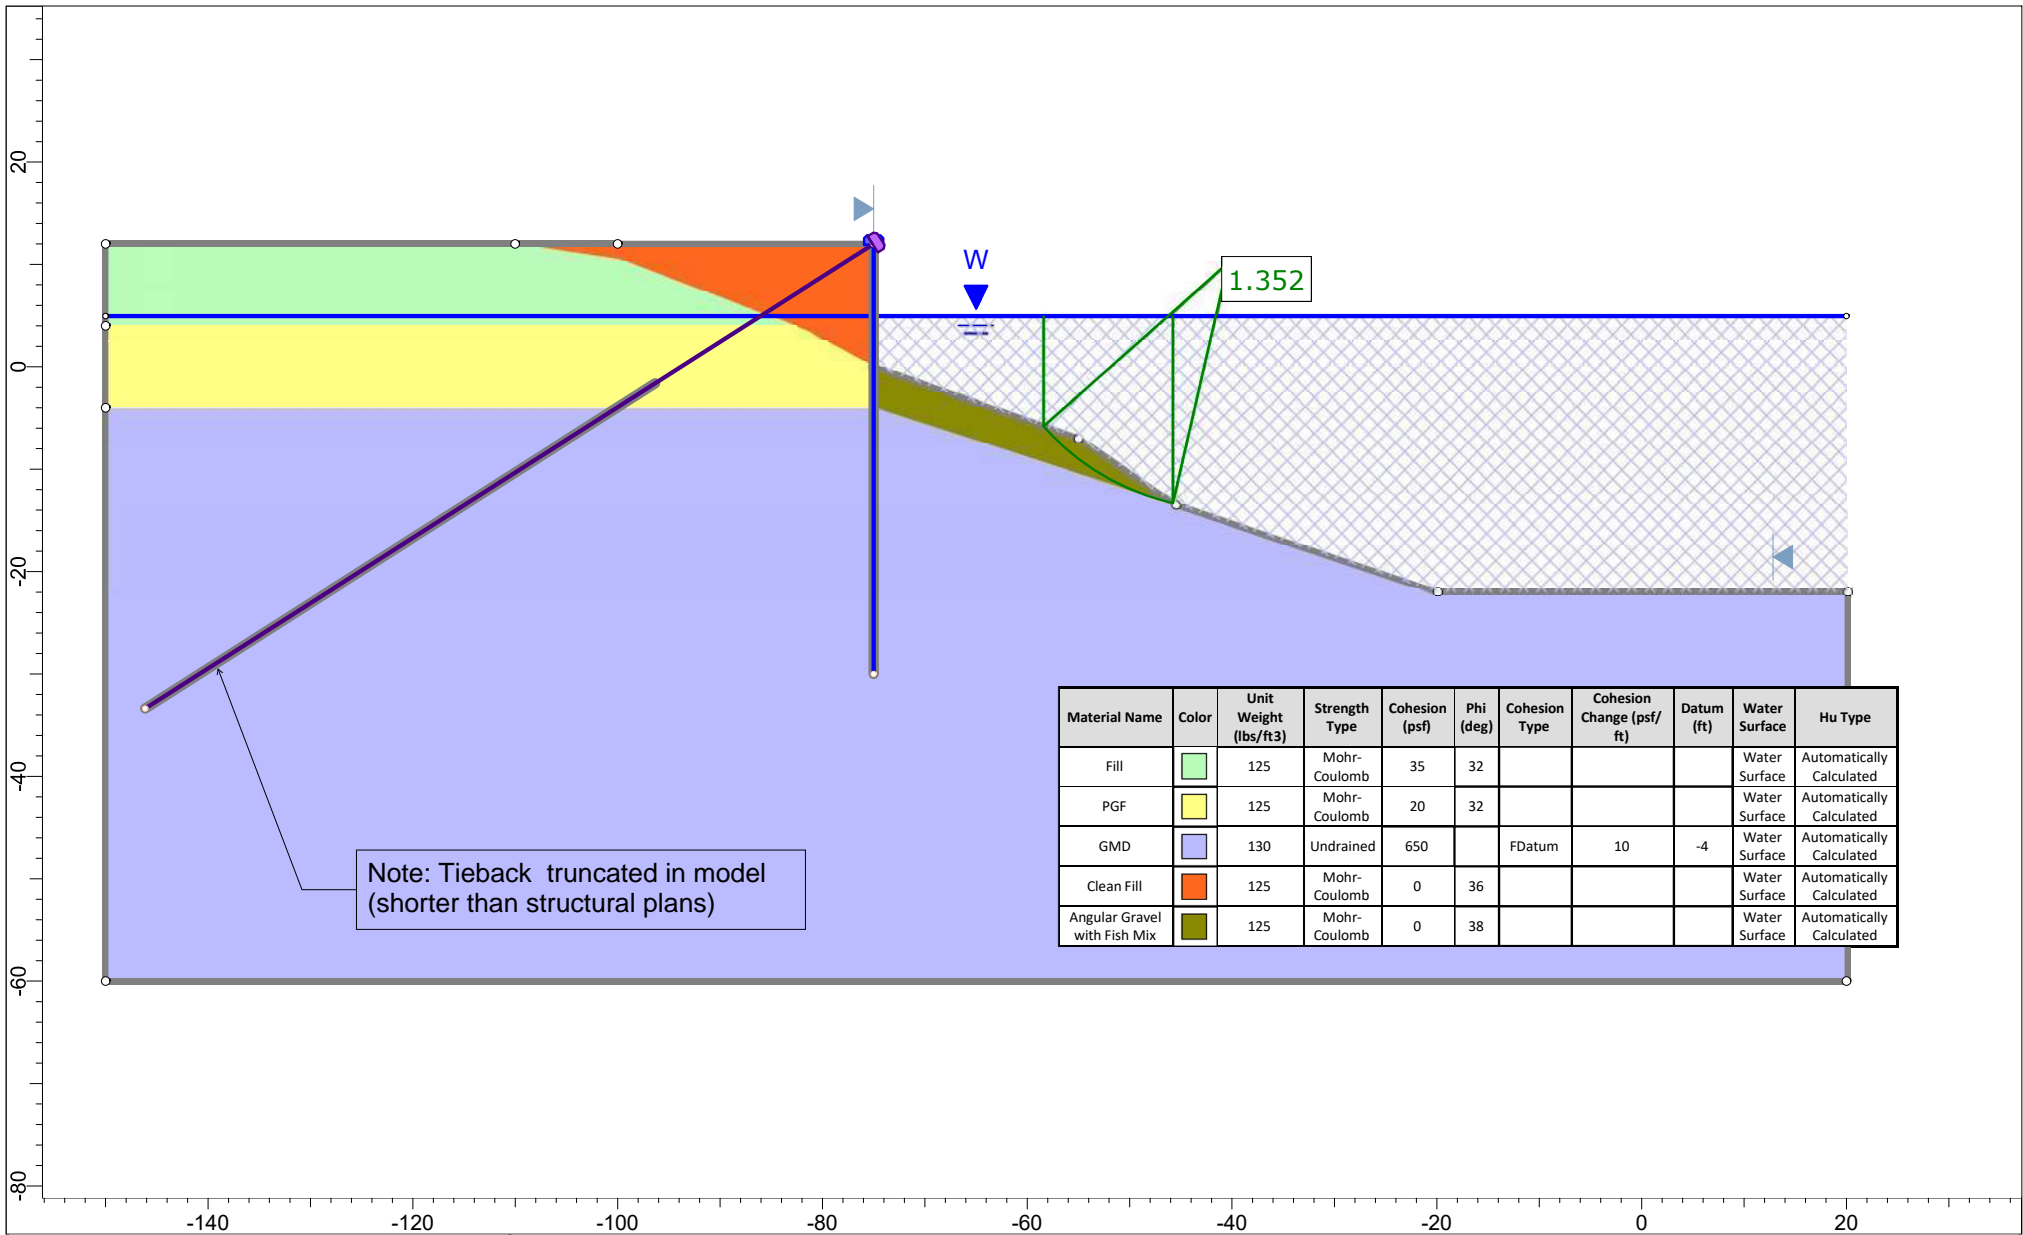 20
0
-20
-40
-60
-80
W
1.352
Note: Tieback  truncated in model
(shorter than structural plans)
Material Name Color Unit Weight (lbs/ft3) Strength Type Cohesion (psf) Phi (deg) Cohesion Type Cohesion Change (psf/ft) Datum (ft) Water Surface Hu Type
Fill 125 Mohr-Coulomb 35 32 Water Surface Automatically Calculated
PGF 125 Mohr-Coulomb 20 32 Water Surface Automatically Calculated
GMD 130 Undrained 650 FDatum 10 -4 Water Surface Automatically Calculated
Clean Fill 125 Mohr-Coulomb 0 36 Water Surface Automatically Calculated
Angular Gravel with Fish Mix 125 Mohr-Coulomb 0 38 Water Surface Automatically Calculated
-140 -120 -100 -80 -60 -40 -20 0 20